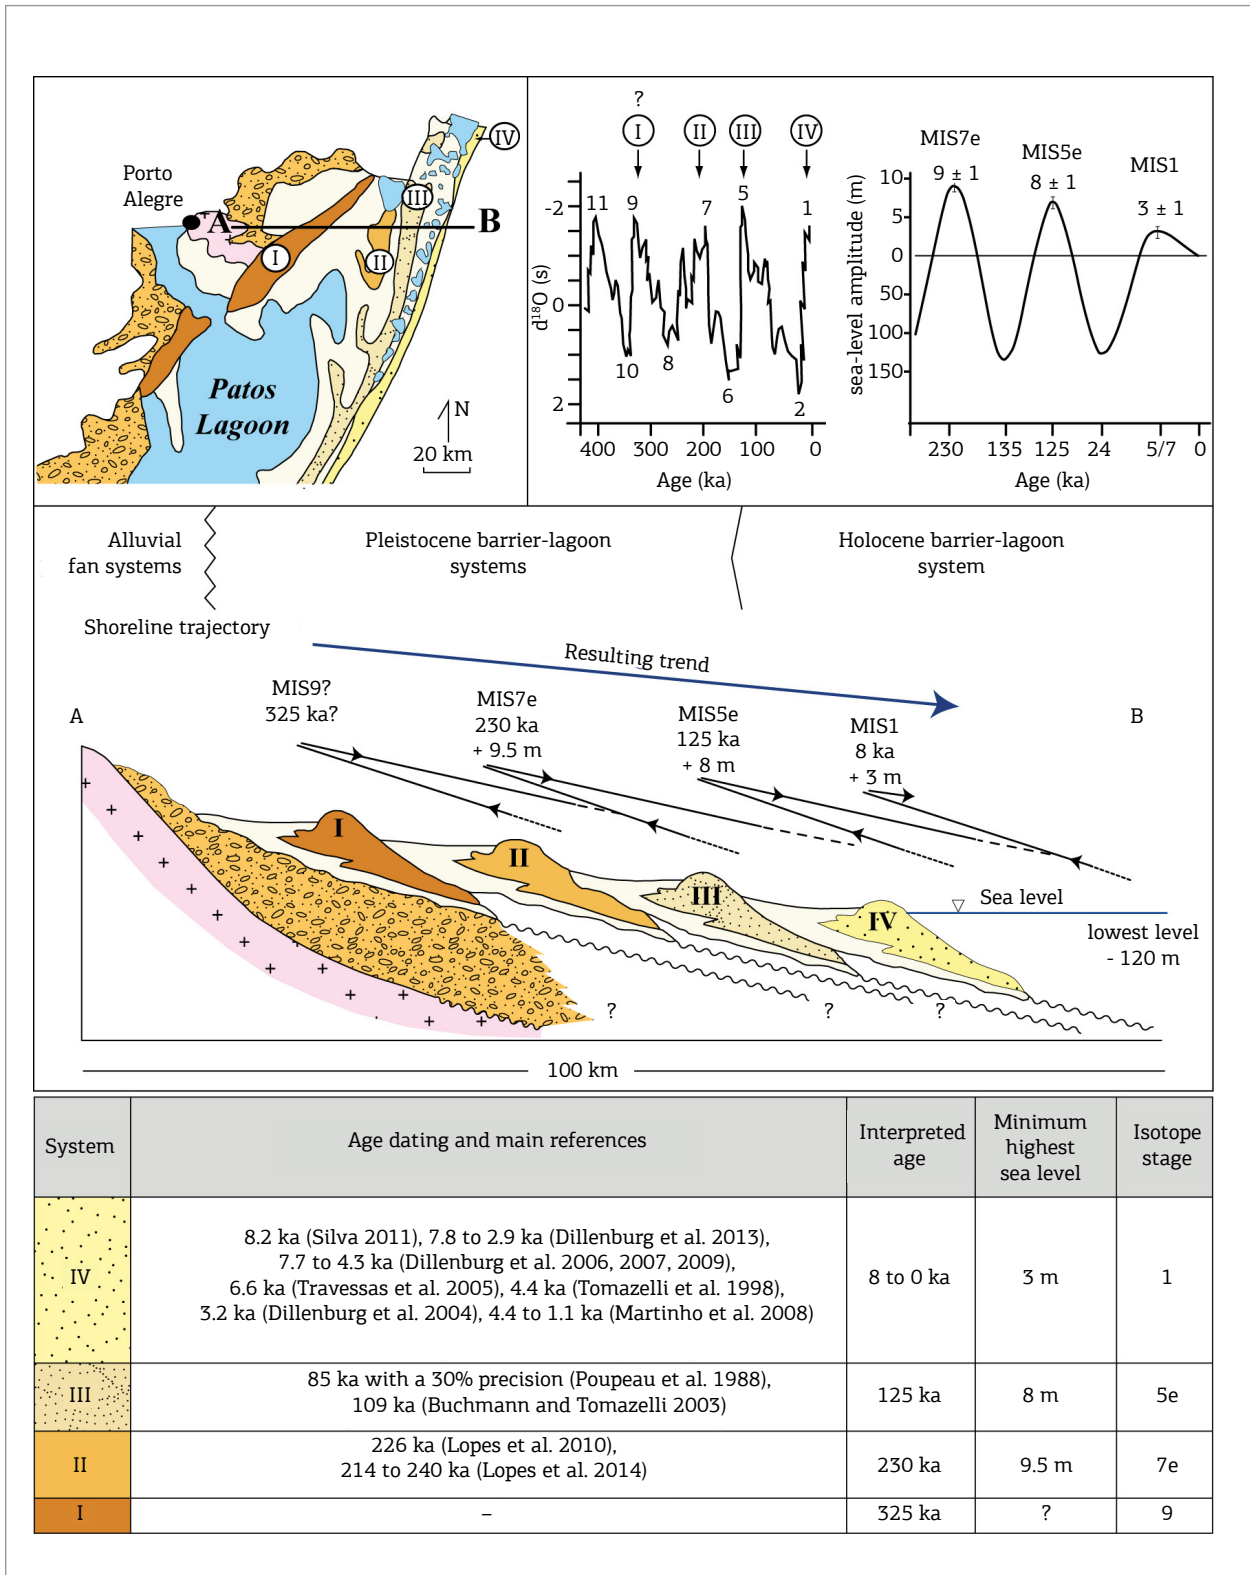 Porto
Alegre
A
B
I
II
III
IV
Patos
Lagoon
N
20 km
?
I
II
III
IV
11
9
7
5
1
10
8
6
2
-2
0
2
d¹⁸O (s)
400
300
200
100
0
Age (ka)
MIS7e
9 ± 1
MIS5e
8 ± 1
MIS1
3 ± 1
10
5
0
50
100
150
sea-level amplitude (m)
230
135
125
24
5/7
0
Age (ka)
Alluvial
fan systems
Pleistocene barrier-lagoon
systems
Holocene barrier-lagoon
system
Shoreline trajectory
Resulting trend
A
B
MIS9?
325 ka?
MIS7e
230 ka
+ 9.5 m
MIS5e
125 ka
+ 8 m
MIS1
8 ka
+ 3 m
I
II
III
IV
Sea level
lowest level
- 120 m
?
?
?
100 km
System
Age dating and main references
Interpreted
age
Minimum
highest
sea level
Isotope
stage
IV
8.2 ka (Silva 2011), 7.8 to 2.9 ka (Dillenburg et al. 2013),
7.7 to 4.3 ka (Dillenburg et al. 2006, 2007, 2009),
6.6 ka (Travessas et al. 2005), 4.4 ka (Tomazelli et al. 1998),
3.2 ka (Dillenburg et al. 2004), 4.4 to 1.1 ka (Martinho et al. 2008)
8 to 0 ka
3 m
1
III
85 ka with a 30% precision (Poupeau et al. 1988),
109 ka (Buchmann and Tomazelli 2003)
125 ka
8 m
5e
II
226 ka (Lopes et al. 2010),
214 to 240 ka (Lopes et al. 2014)
230 ka
9.5 m
7e
I
–
325 ka
?
9